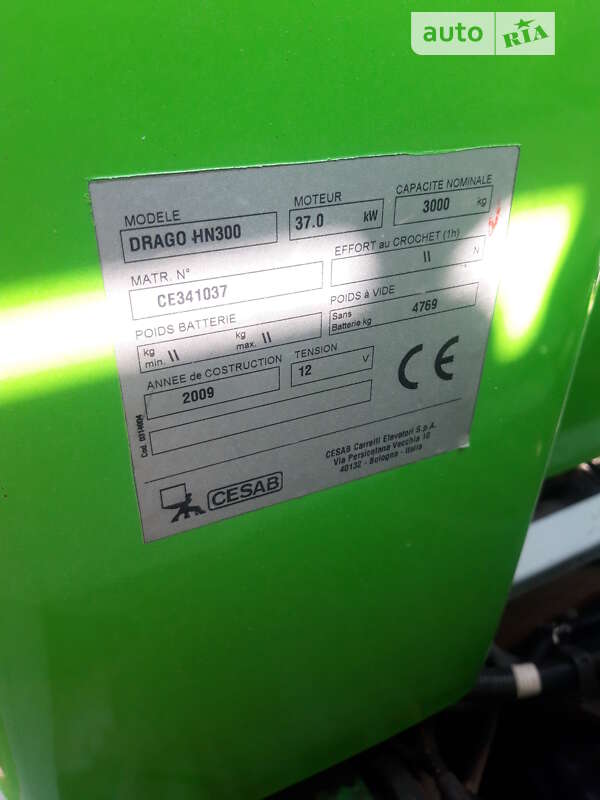 auto RIA
MODELE
DRAGO HN300
MOTEUR
37.0 kW
CAPACITE NOMINALE
3000 kg
MATR. N°
CE341037
EFFORT au CROCHET (1h)
\\ N
POIDS BATTERIE
kg min. \\ kg max. \\
POIDS à VIDE
Sans Batterie kg 4769
ANNEE de COSTRUCTION
2009
TENSION
12 V
CE
Cod. 0314804
CESAB Carrelli Elevatori S.p.A.
Via Persicetana Vecchia 10
40132 - Bologna - Italia
CESAB